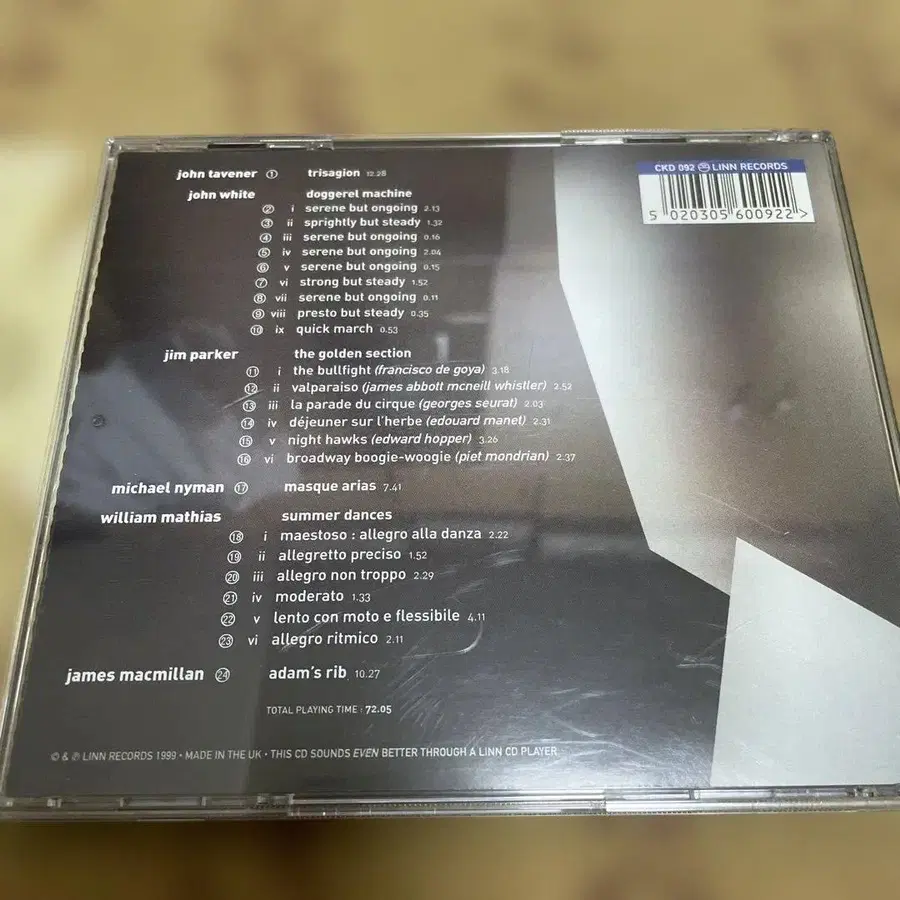 CKD 092 LINN RECORDS
5 020305 600922 >
john tavener 1 trisagion 12.28
john white doggerel machine
2 i serene but ongoing 2.13
3 ii sprightly but steady 1.32
4 iii serene but ongoing 0.16
5 iv serene but ongoing 2.04
6 v serene but ongoing 0.15
7 vi strong but steady 1.52
8 vii serene but ongoing 0.11
9 viii presto but steady 0.35
10 ix quick march 0.53
jim parker the golden section
11 i the bullfight (francisco de goya) 3.18
12 ii valparaiso (james abbott mcneill whistler) 2.52
13 iii la parade du cirque (georges seurat) 2.03
14 iv déjeuner sur l'herbe (edouard manet) 2.31
15 v night hawks (edward hopper) 3.26
16 vi broadway boogie-woogie (piet mondrian) 2.37
michael nyman 17 masque arias 7.41
william mathias summer dances
18 i maestoso : allegro alla danza 2.22
19 ii allegretto preciso 1.52
20 iii allegro non troppo 2.29
21 iv moderato 1.33
22 v lento con moto e flessibile 4.11
23 vi allegro ritmico 2.11
james macmillan 24 adam's rib 10.27
TOTAL PLAYING TIME : 72.05
© & ℗ LINN RECORDS 1999 • MADE IN THE UK • THIS CD SOUNDS EVEN BETTER THROUGH A LINN CD PLAYER